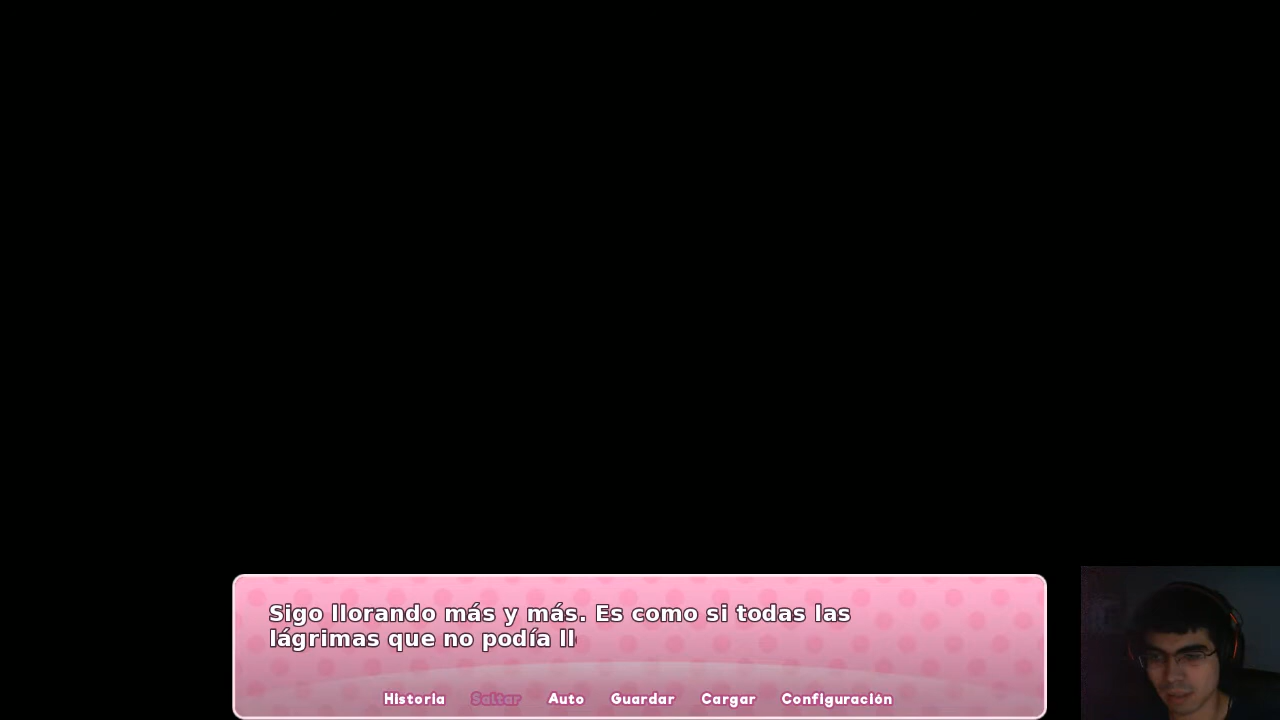 Sigo llorando más y más. Es como si todas las
lágrimas que no podía ll
Historia Saltar Auto Guardar Cargar Configuración